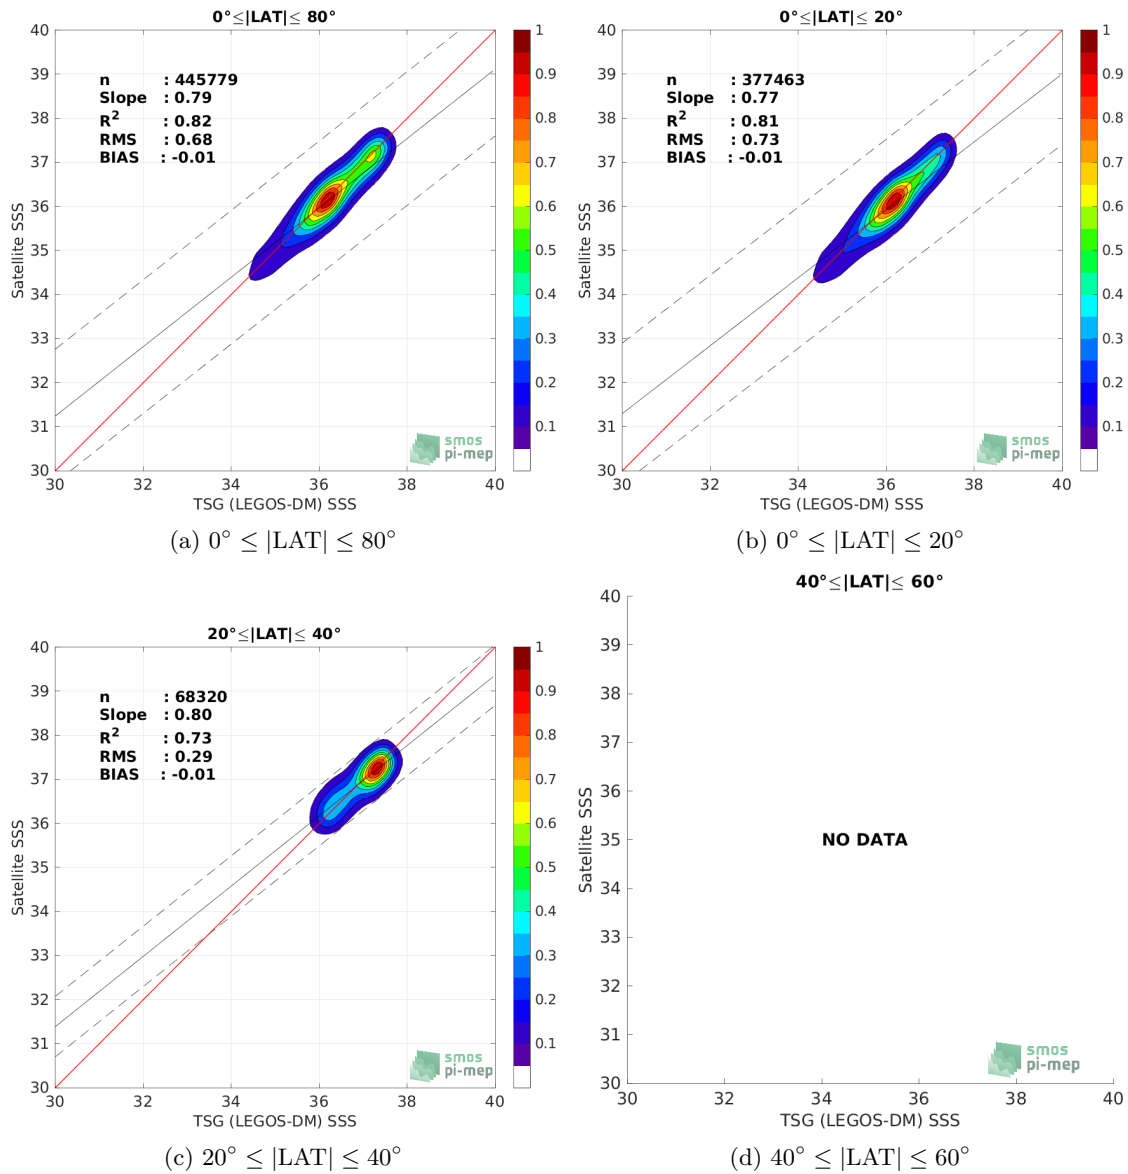 0°≤|LAT|≤ 80°
n : 445779
Slope : 0.79
R² : 0.82
RMS : 0.68
BIAS : -0.01
40
39
38
37
36
35
34
33
32
31
30
Satellite SSS
30 32 34 36 38 40
TSG (LEGOS-DM) SSS
1
0.9
0.8
0.7
0.6
0.5
0.4
0.3
0.2
0.1
smos
pi-mep
(a) 0° ≤ |LAT| ≤ 80°
0°≤|LAT|≤ 20°
n : 377463
Slope : 0.77
R² : 0.81
RMS : 0.73
BIAS : -0.01
40
39
38
37
36
35
34
33
32
31
30
Satellite SSS
30 32 34 36 38 40
TSG (LEGOS-DM) SSS
1
0.9
0.8
0.7
0.6
0.5
0.4
0.3
0.2
0.1
smos
pi-mep
(b) 0° ≤ |LAT| ≤ 20°
20°≤|LAT|≤ 40°
n : 68320
Slope : 0.80
R² : 0.73
RMS : 0.29
BIAS : -0.01
40
39
38
37
36
35
34
33
32
31
30
Satellite SSS
30 32 34 36 38 40
TSG (LEGOS-DM) SSS
1
0.9
0.8
0.7
0.6
0.5
0.4
0.3
0.2
0.1
smos
pi-mep
(c) 20° ≤ |LAT| ≤ 40°
40°≤|LAT|≤ 60°
40
39
38
37
36
35
34
33
32
31
30
Satellite SSS
NO DATA
30 32 34 36 38 40
TSG (LEGOS-DM) SSS
smos
pi-mep
(d) 40° ≤ |LAT| ≤ 60°